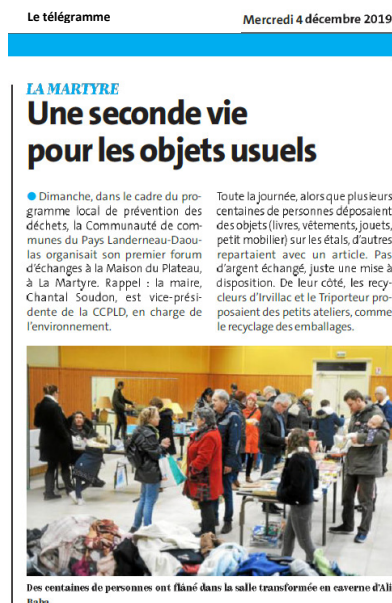 Le télégramme
Mercredi 4 décembre 2019
LA MARTYRE
Une seconde vie
pour les objets usuels
● Dimanche, dans le cadre du pro-
gramme local de prévention des
déchets, la Communauté de com-
munes du Pays Landerneau-Daou-
las organisait son premier forum
d'échanges à la Maison du Plateau,
à La Martyre. Rappel : la maire,
Chantal Soudon, est vice-prési-
dente de la CCPLD, en charge de
l'environnement.
Toute la journée, alors que plusieurs
centaines de personnes déposaient
des objets (livres, vêtements, jouets,
petit mobilier) sur les étals, d'autres
repartaient avec un article. Pas
d'argent échangé, juste une mise à
disposition. De leur côté, les recy-
cleurs d'Irvillac et le Triporteur pro-
posaient des petits ateliers, comme
le recyclage des emballages.
Des centaines de personnes ont flâné dans la salle transformée en caverne d'Ali
Baba.